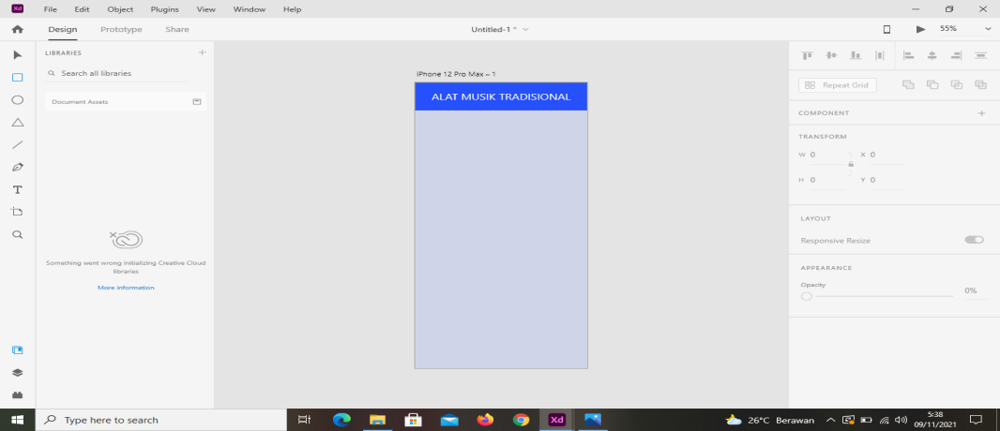 Xd File Edit Object Plugins View Window Help
Design Prototype Share Untitled-1 * 55%
LIBRARIES
Search all libraries
Document Assets
Something went wrong initializing Creative Cloud
libraries
More information
iPhone 12 Pro Max – 1
ALAT MUSIK TRADISIONAL
Repeat Grid
COMPONENT
TRANSFORM
W 0 X 0
H 0 Y 0
LAYOUT
Responsive Resize
APPEARANCE
Opacity
0%
Type here to search
Xd
26°C Berawan
5:38
09/11/2021